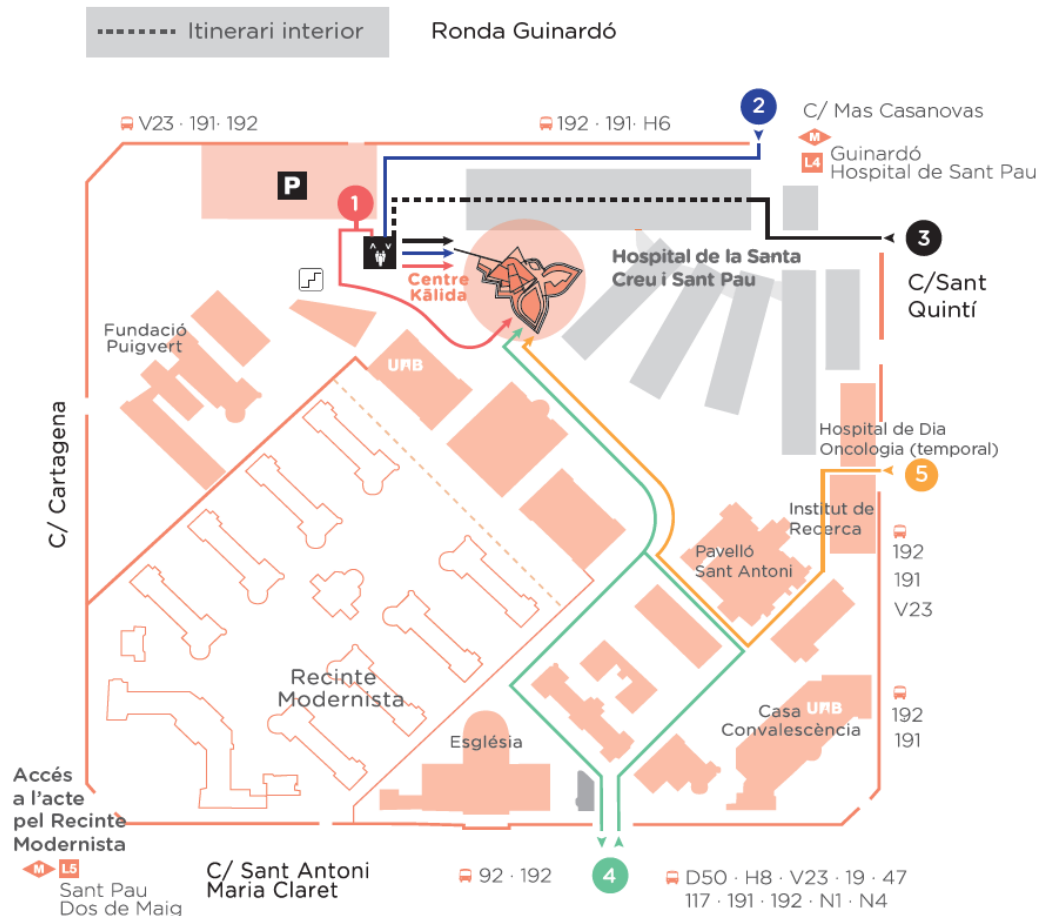 Itinerari interior
Ronda Guinardó
V23 · 191 · 192
192 · 191 · H6
2
C/ Mas Casanovas
M
L4 Guinardó
Hospital de Sant Pau
P
1
3
C/Sant
Quintí
Hospital de la Santa
Creu i Sant Pau
Centre
Kālida
Fundació
Puigvert
UAB
C/ Cartagena
Hospital de Dia
Oncologia (temporal)
5
Institut de
Recerca
Pavelló
Sant Antoni
192
191
V23
Recinte
Modernista
Església
Casa
Convalescència
UAB
192
191
Accés
a l'acte
pel Recinte
Modernista
M L5
Sant Pau
Dos de Maig
C/ Sant Antoni
Maria Claret
92 · 192
4
D50 · H8 · V23 · 19 · 47
117 · 191 · 192 · N1 · N4